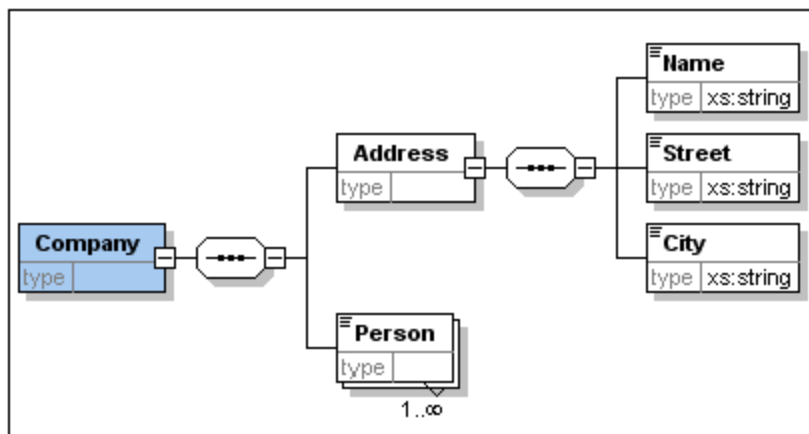 Name
type xs:string
Address
type
Street
type xs:string
Company
type
City
type xs:string
Person
type
1..∞